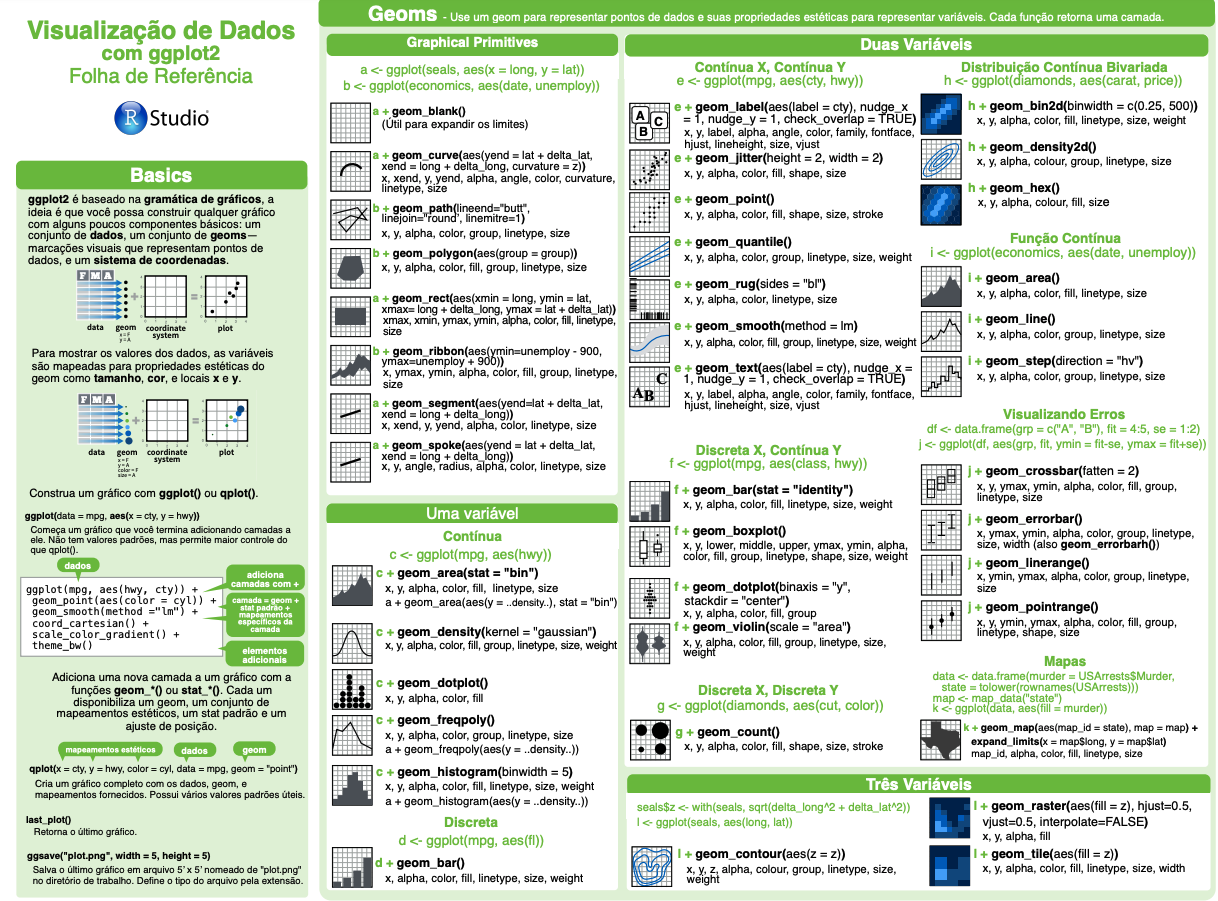 Visualização de Dados
com ggplot2
Folha de Referência
R Studio
Basics
ggplot2 é baseado na gramática de gráficos, a
ideia é que você possa construir qualquer gráfico
com alguns poucos componentes básicos: um
conjunto de dados, um conjunto de geoms—
marcações visuais que representam pontos de
dados, e um sistema de coordenadas.
F M A
+ =
data geom coordinate plot
x = F system
y = A
Para mostrar os valores dos dados, as variáveis
são mapeadas para propriedades estéticas do
geom como tamanho, cor, e locais x e y.
F M A
+ =
data geom coordinate plot
x = F system
y = A
color = F
size = A
Construa um gráfico com ggplot() ou qplot().
ggplot(data = mpg, aes(x = cty, y = hwy))
Começa um gráfico que você termina adicionando camadas a
ele. Não tem valores padrões, mas permite maior controle do
que qplot().
dados
ggplot(mpg, aes(hwy, cty)) +
geom_point(aes(color = cyl)) +
geom_smooth(method ="lm") +
coord_cartesian() +
scale_color_gradient() +
theme_bw()
adiciona
camadas com +
camada = geom +
stat padrão +
mapeamentos
específicos da
camada
elementos
adicionais
Adiciona uma nova camada a um gráfico com a
funções geom_*() ou stat_*(). Cada um
disponibiliza um geom, um conjunto de
mapeamentos estéticos, um stat padrão e um
ajuste de posição.
mapeamentos estéticos dados geom
qplot(x = cty, y = hwy, color = cyl, data = mpg, geom = "point")
Cria um gráfico completo com os dados, geom, e
mapeamentos fornecidos. Possui vários valores padrões úteis.
last_plot()
Retorna o último gráfico.
ggsave("plot.png", width = 5, height = 5)
Salva o último gráfico em arquivo 5' x 5' nomeado de "plot.png"
no diretório de trabalho. Define o tipo do arquivo pela extensão.
Geoms - Use um geom para representar pontos de dados e suas propriedades estéticas para representar variáveis. Cada função retorna uma camada.
Graphical Primitives
a <- ggplot(seals, aes(x = long, y = lat))
b <- ggplot(economics, aes(date, unemploy))
a + geom_blank()
(Útil para expandir os limites)
a + geom_curve(aes(yend = lat + delta_lat,
xend = long + delta_long, curvature = z))
x, xend, y, yend, alpha, angle, color, curvature,
linetype, size
b + geom_path(lineend="butt",
linejoin="round', linemitre=1)
x, y, alpha, color, group, linetype, size
b + geom_polygon(aes(group = group))
x, y, alpha, color, fill, group, linetype, size
a + geom_rect(aes(xmin = long, ymin = lat,
xmax= long + delta_long, ymax = lat + delta_lat))
xmax, xmin, ymax, ymin, alpha, color, fill, linetype,
size
b + geom_ribbon(aes(ymin=unemploy - 900,
ymax=unemploy + 900))
x, ymax, ymin, alpha, color, fill, group, linetype,
size
a + geom_segment(aes(yend=lat + delta_lat,
xend = long + delta_long))
x, xend, y, yend, alpha, color, linetype, size
a + geom_spoke(aes(yend = lat + delta_lat,
xend = long + delta_long))
x, y, angle, radius, alpha, color, linetype, size
Uma variável
Contínua
c <- ggplot(mpg, aes(hwy))
c + geom_area(stat = "bin")
x, y, alpha, color, fill, linetype, size
a + geom_area(aes(y = ..density..), stat = "bin")
c + geom_density(kernel = "gaussian")
x, y, alpha, color, fill, group, linetype, size, weight
c + geom_dotplot()
x, y, alpha, color, fill
c + geom_freqpoly()
x, y, alpha, color, group, linetype, size
a + geom_freqpoly(aes(y = ..density..))
c + geom_histogram(binwidth = 5)
x, y, alpha, color, fill, linetype, size, weight
a + geom_histogram(aes(y = ..density..))
Discreta
d <- ggplot(mpg, aes(fl))
d + geom_bar()
x, alpha, color, fill, linetype, size, weight
Duas Variáveis
Contínua X, Contínua Y
e <- ggplot(mpg, aes(cty, hwy))
A C
B
e + geom_label(aes(label = cty), nudge_x
= 1, nudge_y = 1, check_overlap = TRUE)
x, y, label, alpha, angle, color, family, fontface,
hjust, lineheight, size, vjust
e + geom_jitter(height = 2, width = 2)
x, y, alpha, color, fill, shape, size
e + geom_point()
x, y, alpha, color, fill, shape, size, stroke
e + geom_quantile()
x, y, alpha, color, group, linetype, size, weight
e + geom_rug(sides = "bl")
x, y, alpha, color, linetype, size
e + geom_smooth(method = lm)
x, y, alpha, color, fill, group, linetype, size, weight
C
AB
e + geom_text(aes(label = cty), nudge_x =
1, nudge_y = 1, check_overlap = TRUE)
x, y, label, alpha, angle, color, family, fontface,
hjust, lineheight, size, vjust
Discreta X, Contínua Y
f <- ggplot(mpg, aes(class, hwy))
f + geom_bar(stat = "identity")
x, y, alpha, color, fill, linetype, size, weight
f + geom_boxplot()
x, y, lower, middle, upper, ymax, ymin, alpha,
color, fill, group, linetype, shape, size, weight
f + geom_dotplot(binaxis = "y",
stackdir = "center")
x, y, alpha, color, fill, group
f + geom_violin(scale = "area")
x, y, alpha, color, fill, group, linetype, size,
weight
Discreta X, Discreta Y
g <- ggplot(diamonds, aes(cut, color))
g + geom_count()
x, y, alpha, color, fill, shape, size, stroke
Distribuição Contínua Bivariada
h <- ggplot(diamonds, aes(carat, price))
h + geom_bin2d(binwidth = c(0.25, 500))
x, y, alpha, color, fill, linetype, size, weight
h + geom_density2d()
x, y, alpha, colour, group, linetype, size
h + geom_hex()
x, y, alpha, colour, fill, size
Função Contínua
i <- ggplot(economics, aes(date, unemploy))
i + geom_area()
x, y, alpha, color, fill, linetype, size
i + geom_line()
x, y, alpha, color, group, linetype, size
i + geom_step(direction = "hv")
x, y, alpha, color, group, linetype, size
Visualizando Erros
df <- data.frame(grp = c("A", "B"), fit = 4:5, se = 1:2)
j <- ggplot(df, aes(grp, fit, ymin = fit-se, ymax = fit+se))
j + geom_crossbar(fatten = 2)
x, y, ymax, ymin, alpha, color, fill, group,
linetype, size
j + geom_errorbar()
x, ymax, ymin, alpha, color, group, linetype,
size, width (also geom_errorbarh())
j + geom_linerange()
x, ymin, ymax, alpha, color, group, linetype,
size
j + geom_pointrange()
x, y, ymin, ymax, alpha, color, fill, group,
linetype, shape, size
Mapas
data <- data.frame(murder = USArrests$Murder,
state = tolower(rownames(USArrests)))
map <- map_data("state")
k <- ggplot(data, aes(fill = murder))
k + geom_map(aes(map_id = state), map = map) +
expand_limits(x = map$long, y = map$lat)
map_id, alpha, color, fill, linetype, size
Três Variáveis
seals$z <- with(seals, sqrt(delta_long^2 + delta_lat^2))
l <- ggplot(seals, aes(long, lat))
l + geom_contour(aes(z = z))
x, y, z, alpha, colour, group, linetype, size,
weight
l + geom_raster(aes(fill = z), hjust=0.5,
vjust=0.5, interpolate=FALSE)
x, y, alpha, fill
l + geom_tile(aes(fill = z))
x, y, alpha, color, fill, linetype, size, width